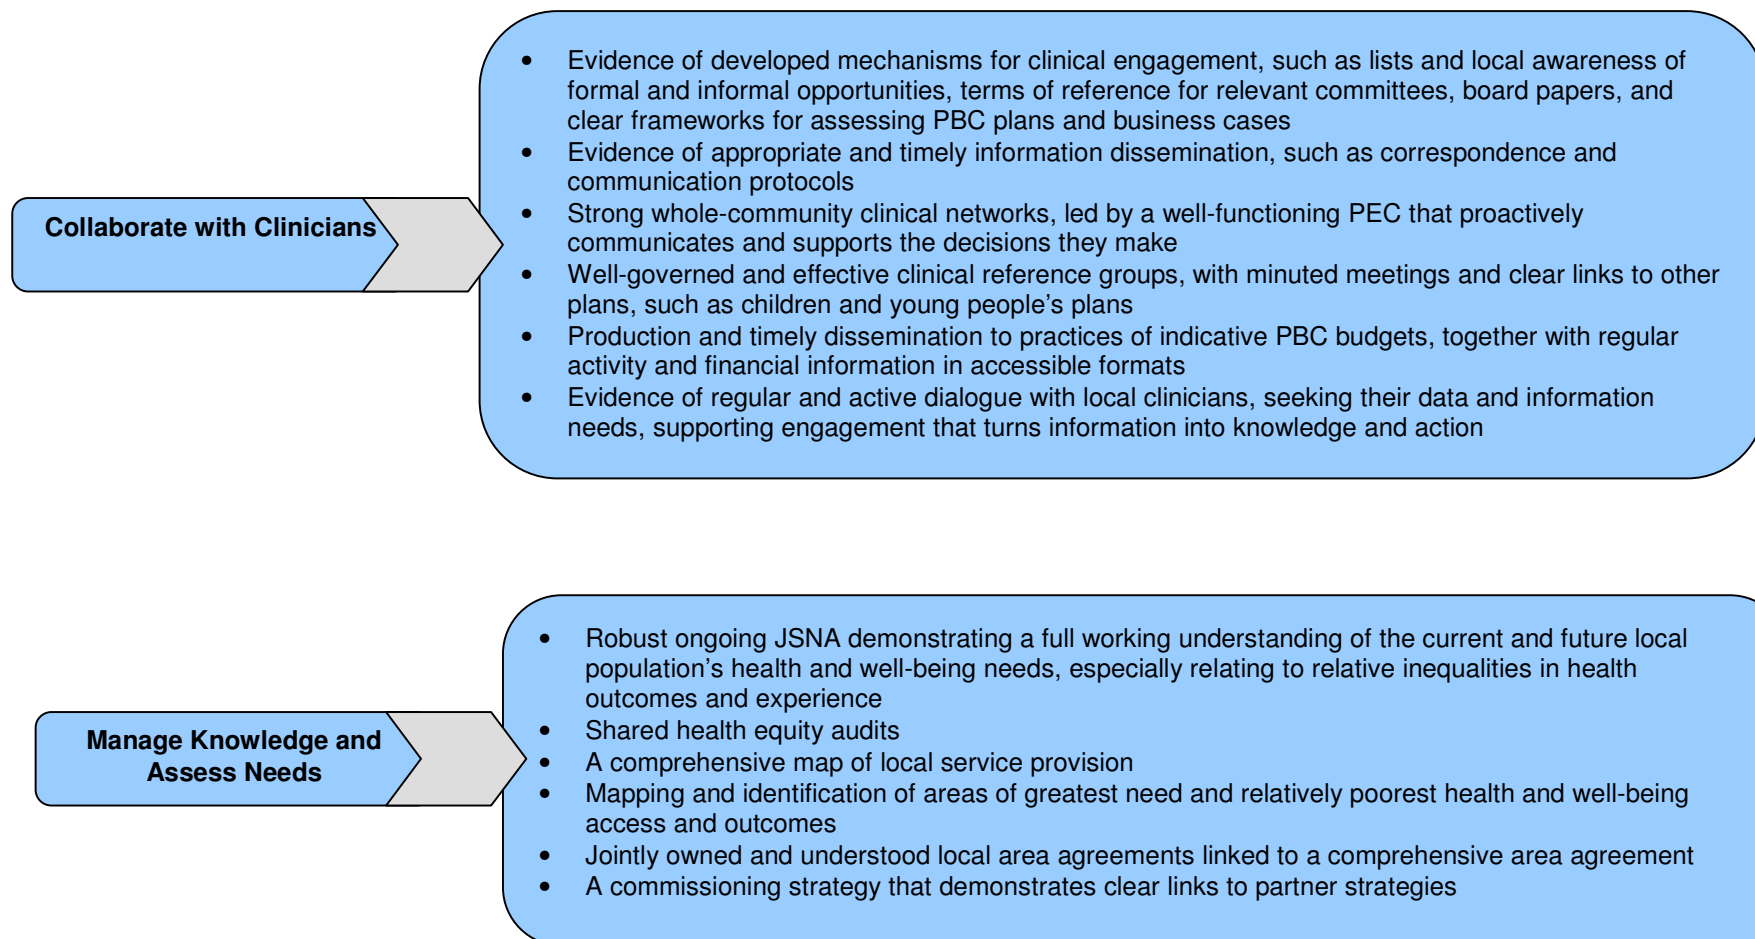 Collaborate with Clinicians
• Evidence of developed mechanisms for clinical engagement, such as lists and local awareness of
formal and informal opportunities, terms of reference for relevant committees, board papers, and
clear frameworks for assessing PBC plans and business cases
• Evidence of appropriate and timely information dissemination, such as correspondence and
communication protocols
• Strong whole-community clinical networks, led by a well-functioning PEC that proactively
communicates and supports the decisions they make
• Well-governed and effective clinical reference groups, with minuted meetings and clear links to other
plans, such as children and young people’s plans
• Production and timely dissemination to practices of indicative PBC budgets, together with regular
activity and financial information in accessible formats
• Evidence of regular and active dialogue with local clinicians, seeking their data and information
needs, supporting engagement that turns information into knowledge and action
Manage Knowledge and
Assess Needs
• Robust ongoing JSNA demonstrating a full working understanding of the current and future local
population’s health and well-being needs, especially relating to relative inequalities in health
outcomes and experience
• Shared health equity audits
• A comprehensive map of local service provision
• Mapping and identification of areas of greatest need and relatively poorest health and well-being
access and outcomes
• Jointly owned and understood local area agreements linked to a comprehensive area agreement
• A commissioning strategy that demonstrates clear links to partner strategies